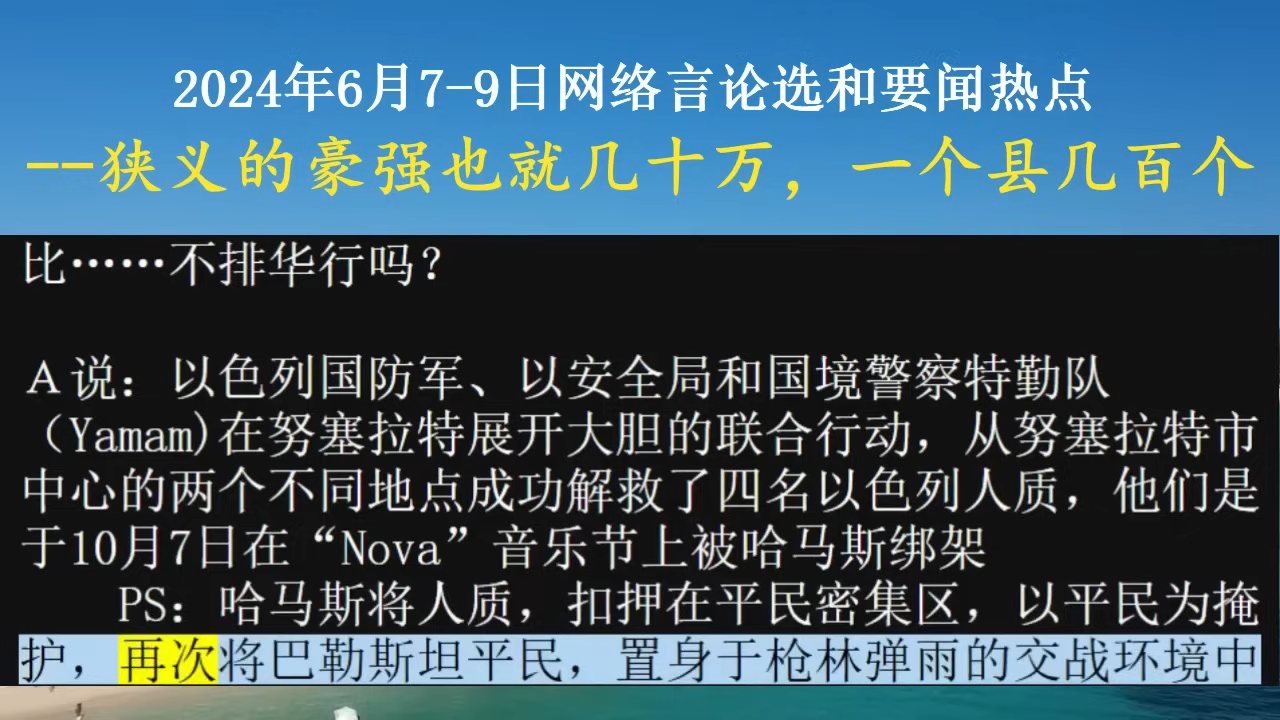 2024年6月7-9日网络言论选和要闻热点
--狭义的豪强也就几十万，一个县几百个
比……不排华行吗？
A说：以色列国防军、以安全局和国境警察特勤队
（Yamam)在努塞拉特展开大胆的联合行动，从努塞拉特市
中心的两个不同地点成功解救了四名以色列人质，他们是
于10月7日在“Nova”音乐节上被哈马斯绑架
PS：哈马斯将人质，扣押在平民密集区，以平民为掩
护，再次将巴勒斯坦平民，置身于枪林弹雨的交战环境中